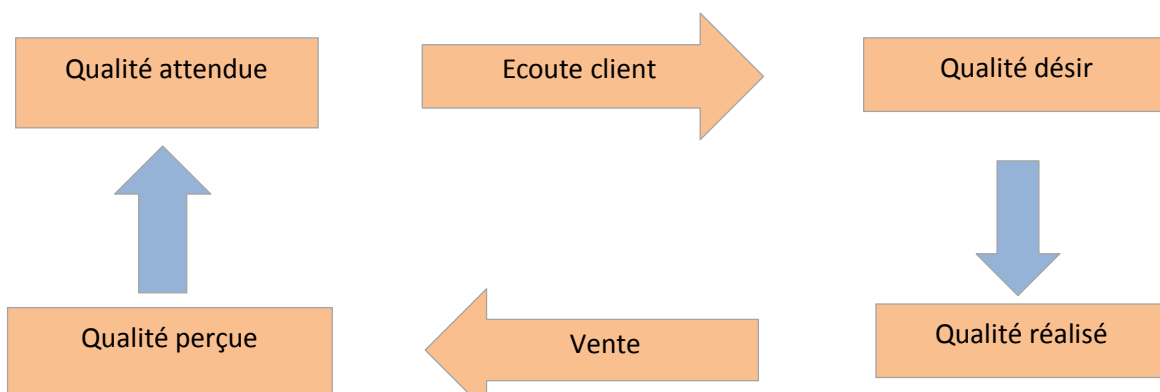 Qualité attendue
Ecoute client
Qualité désir
Qualité perçue
Vente
Qualité réalisé